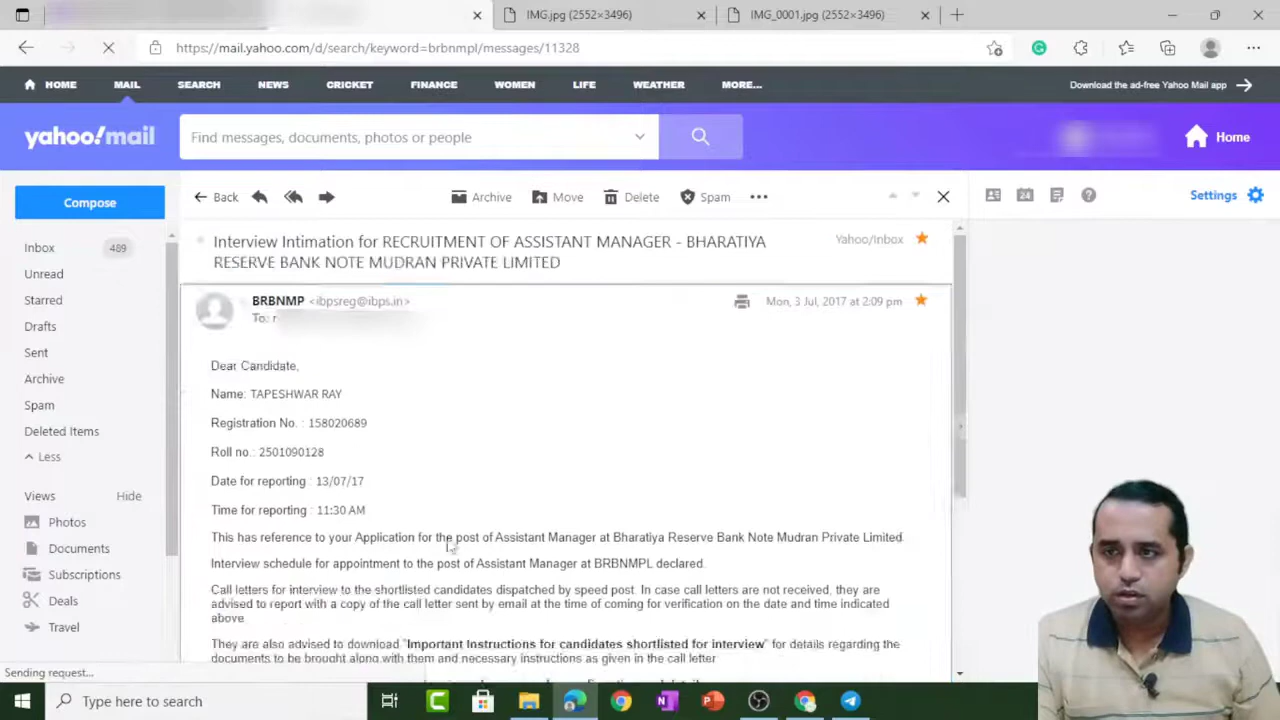 IMG.jpg (2552×3496)
IMG_0001.jpg (2552×3496)
https://mail.yahoo.com/d/search/keyword=brbnmpl/messages/11328
HOME MAIL SEARCH NEWS CRICKET FINANCE WOMEN LIFE WEATHER MORE...
Download the ad-free Yahoo Mail app
yahoo!mail
Find messages, documents, photos or people
Home
Compose
Back
Archive
Move
Delete
Spam
Settings
Inbox 489
Unread
Starred
Drafts
Sent
Archive
Spam
Deleted Items
Less
Views Hide
Photos
Documents
Subscriptions
Deals
Travel
Interview Intimation for RECRUITMENT OF ASSISTANT MANAGER - BHARATIYA
RESERVE BANK NOTE MUDRAN PRIVATE LIMITED
Yahoo/Inbox
BRBNMP <ibpsreg@ibps.in>
Mon, 3 Jul, 2017 at 2:09 pm
To: r
Dear Candidate,
Name: TAPESHWAR RAY
Registration No. : 158020689
Roll no.: 2501090128
Date for reporting : 13/07/17
Time for reporting : 11:30 AM
This has reference to your Application for the post of Assistant Manager at Bharatiya Reserve Bank Note Mudran Private Limited.
Interview schedule for appointment to the post of Assistant Manager at BRBNMPL declared.
Call letters for interview to the shortlisted candidates dispatched by speed post. In case call letters are not received, they are
advised to report with a copy of the call letter sent by email at the time of coming for verification on the date and time indicated
above
They are also advised to download "Important Instructions for candidates shortlisted for interview" for details regarding the
documents to be brought along with them and necessary instructions as given in the call letter
Sending request...
Type here to search